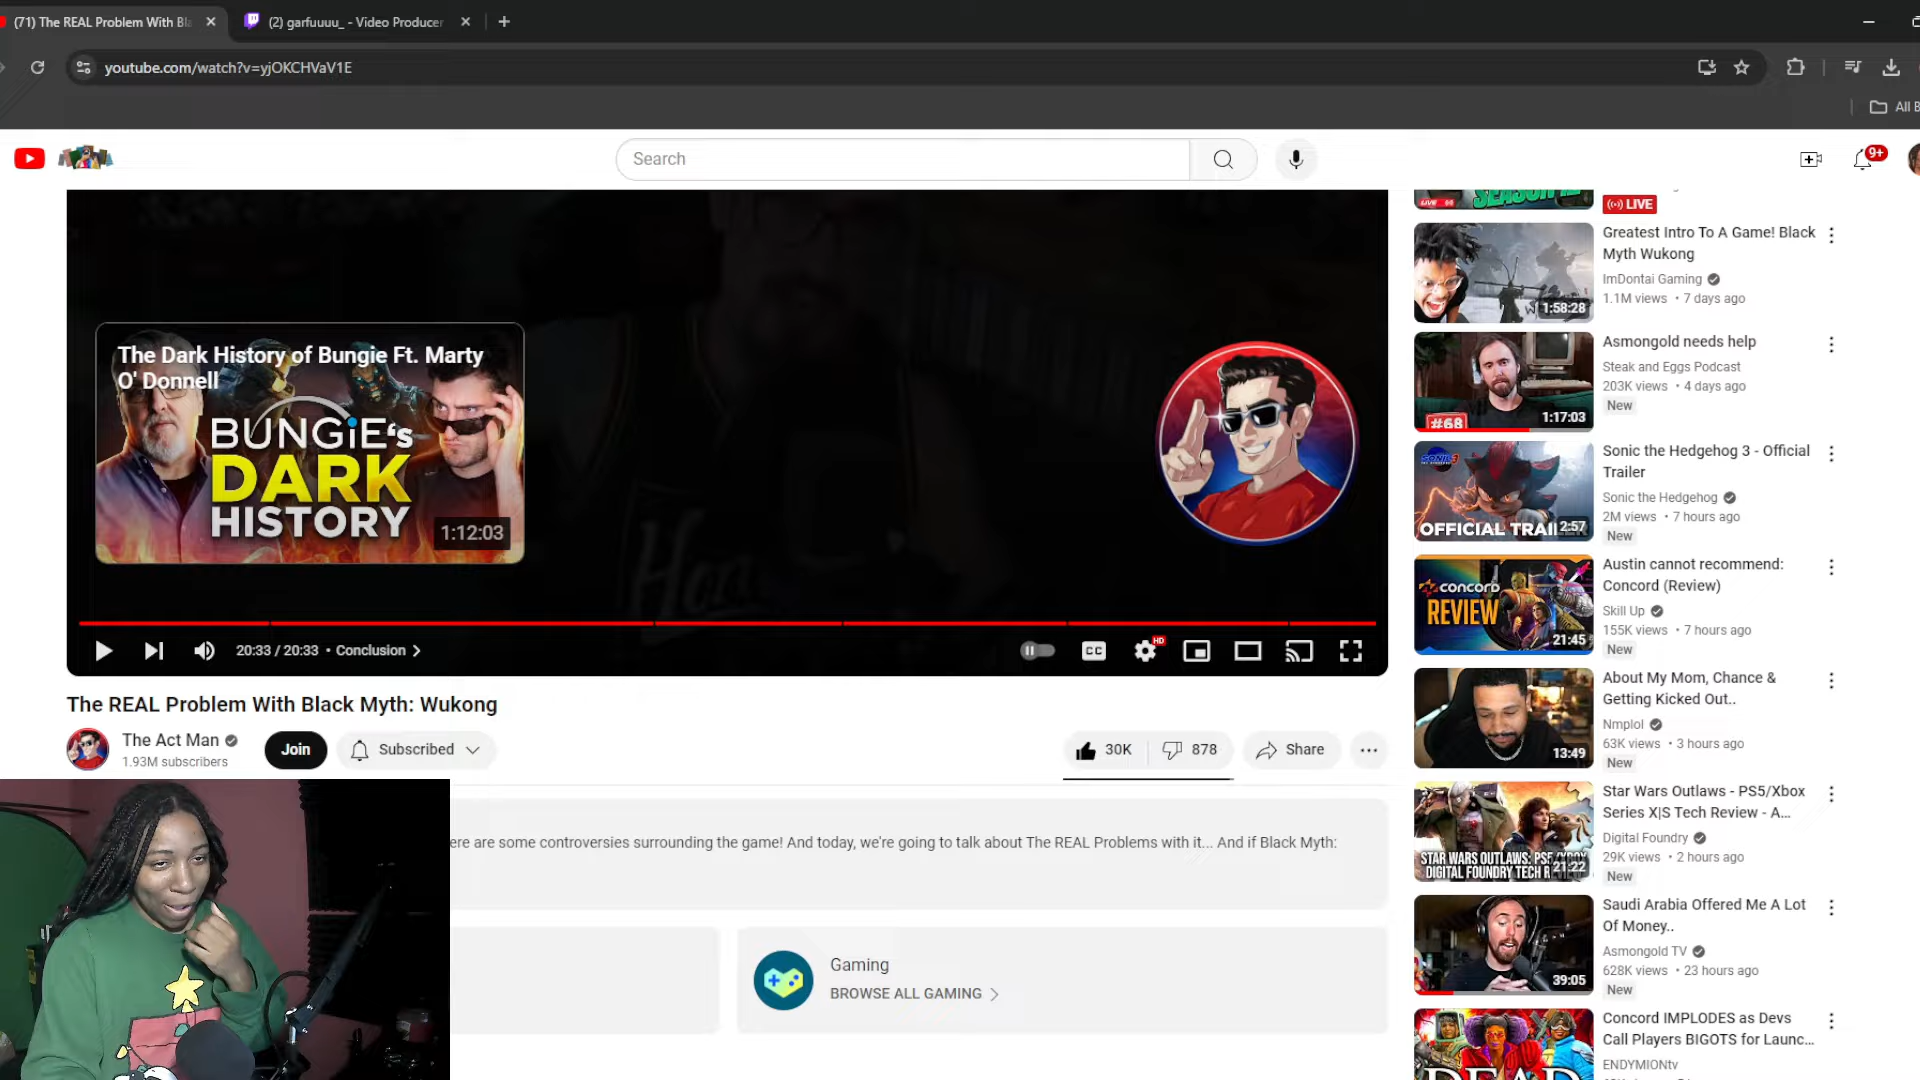 (71) The REAL Problem With Bla
(2) garfuuuu_ - Video Producer
youtube.com/watch?v=yjOKCHVaV1E
All B
Search
9+
The Dark History of Bungie Ft. Marty
O' Donnell
BUNGiE's
DARK
HISTORY
1:12:03
20:33 / 20:33 • Conclusion
CC
HD
The REAL Problem With Black Myth: Wukong
The Act Man
1.93M subscribers
Join
Subscribed
30K
878
Share
ere are some controversies surrounding the game! And today, we're going to talk about The REAL Problems with it... And if Black Myth:
Gaming
BROWSE ALL GAMING
LIVE
LIVE
Greatest Intro To A Game! Black
Myth Wukong
ImDontai Gaming
1.1M views • 7 days ago
1:58:28
Asmongold needs help
Steak and Eggs Podcast
203K views • 4 days ago
New
#68
1:17:03
Sonic the Hedgehog 3 - Official
Trailer
Sonic the Hedgehog
2M views • 7 hours ago
New
OFFICIAL TRAI
2:57
Austin cannot recommend:
Concord (Review)
Skill Up
155K views • 7 hours ago
New
CONCORD
REVIEW
21:45
About My Mom, Chance &
Getting Kicked Out..
Nmplol
63K views • 3 hours ago
New
13:49
Star Wars Outlaws - PS5/Xbox
Series X|S Tech Review - A...
Digital Foundry
29K views • 2 hours ago
New
STAR WARS OUTLAWS: PS5/XBOX
DIGITAL FOUNDRY TECH R
21:22
Saudi Arabia Offered Me A Lot
Of Money..
Asmongold TV
628K views • 23 hours ago
New
39:05
Concord IMPLODES as Devs
Call Players BIGOTS for Launc...
ENDYMIONtv
DEAD